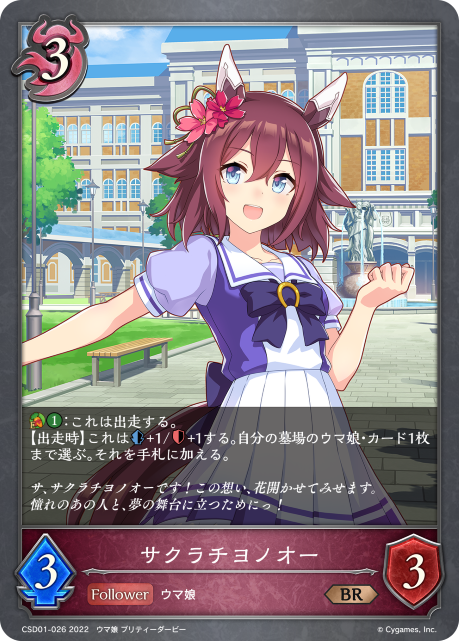 3
1：これは出走する。
【出走時】これは+1/+1する。自分の墓場のウマ娘・カード1枚
まで選ぶ。それを手札に加える。
サ、サクラチヨノオーです！この想い、花開かせてみせます。
憧れのあの人と、夢の舞台に立つためにっ！
サクラチヨノオー
3
Follower ウマ娘
BR
3
CSD01-026 2022 ウマ娘 プリティーダービー
© Cygames, Inc.